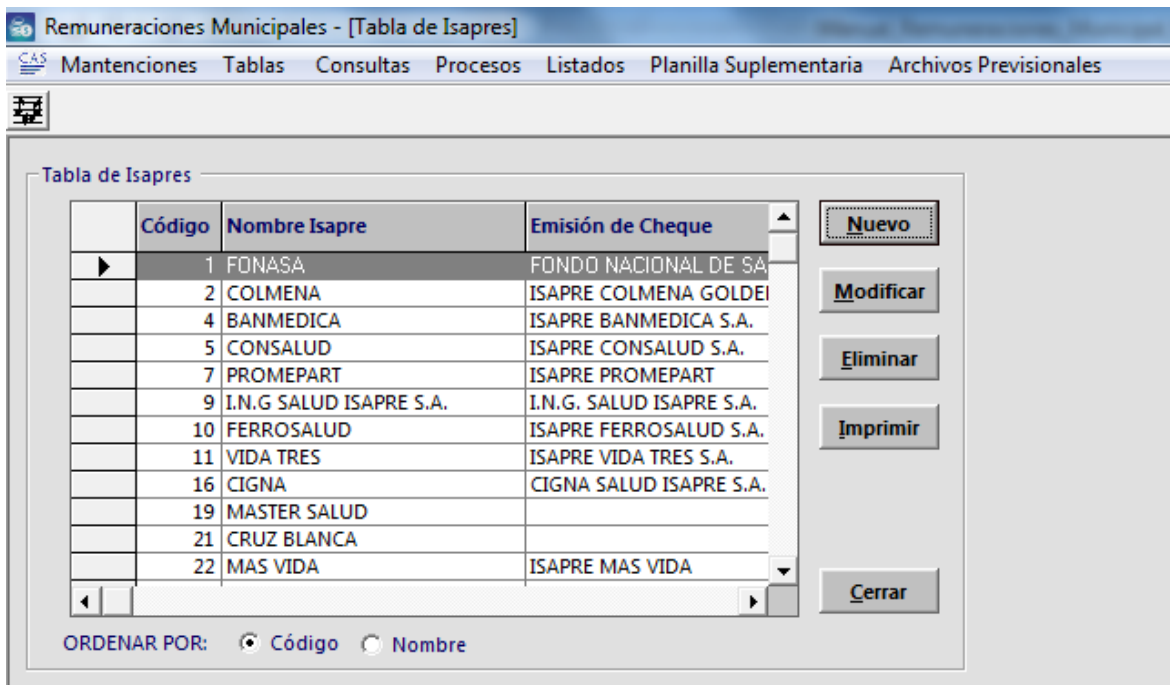 Remuneraciones Municipales - [Tabla de Isapres]
CAS Mantenciones Tablas Consultas Procesos Listados Planilla Suplementaria Archivos Previsionales
Tabla de Isapres
Código Nombre Isapre Emisión de Cheque
1 FONASA FONDO NACIONAL DE SA
2 COLMENA ISAPRE COLMENA GOLDE
4 BANMEDICA ISAPRE BANMEDICA S.A.
5 CONSALUD ISAPRE CONSALUD S.A.
7 PROMEPART ISAPRE PROMEPART
9 I.N.G SALUD ISAPRE S.A. I.N.G. SALUD ISAPRE S.A.
10 FERROSALUD ISAPRE FERROSALUD S.A.
11 VIDA TRES ISAPRE VIDA TRES S.A.
16 CIGNA CIGNA SALUD ISAPRE S.A.
19 MASTER SALUD
21 CRUZ BLANCA
22 MAS VIDA ISAPRE MAS VIDA
Nuevo
Modificar
Eliminar
Imprimir
Cerrar
ORDENAR POR: Código Nombre